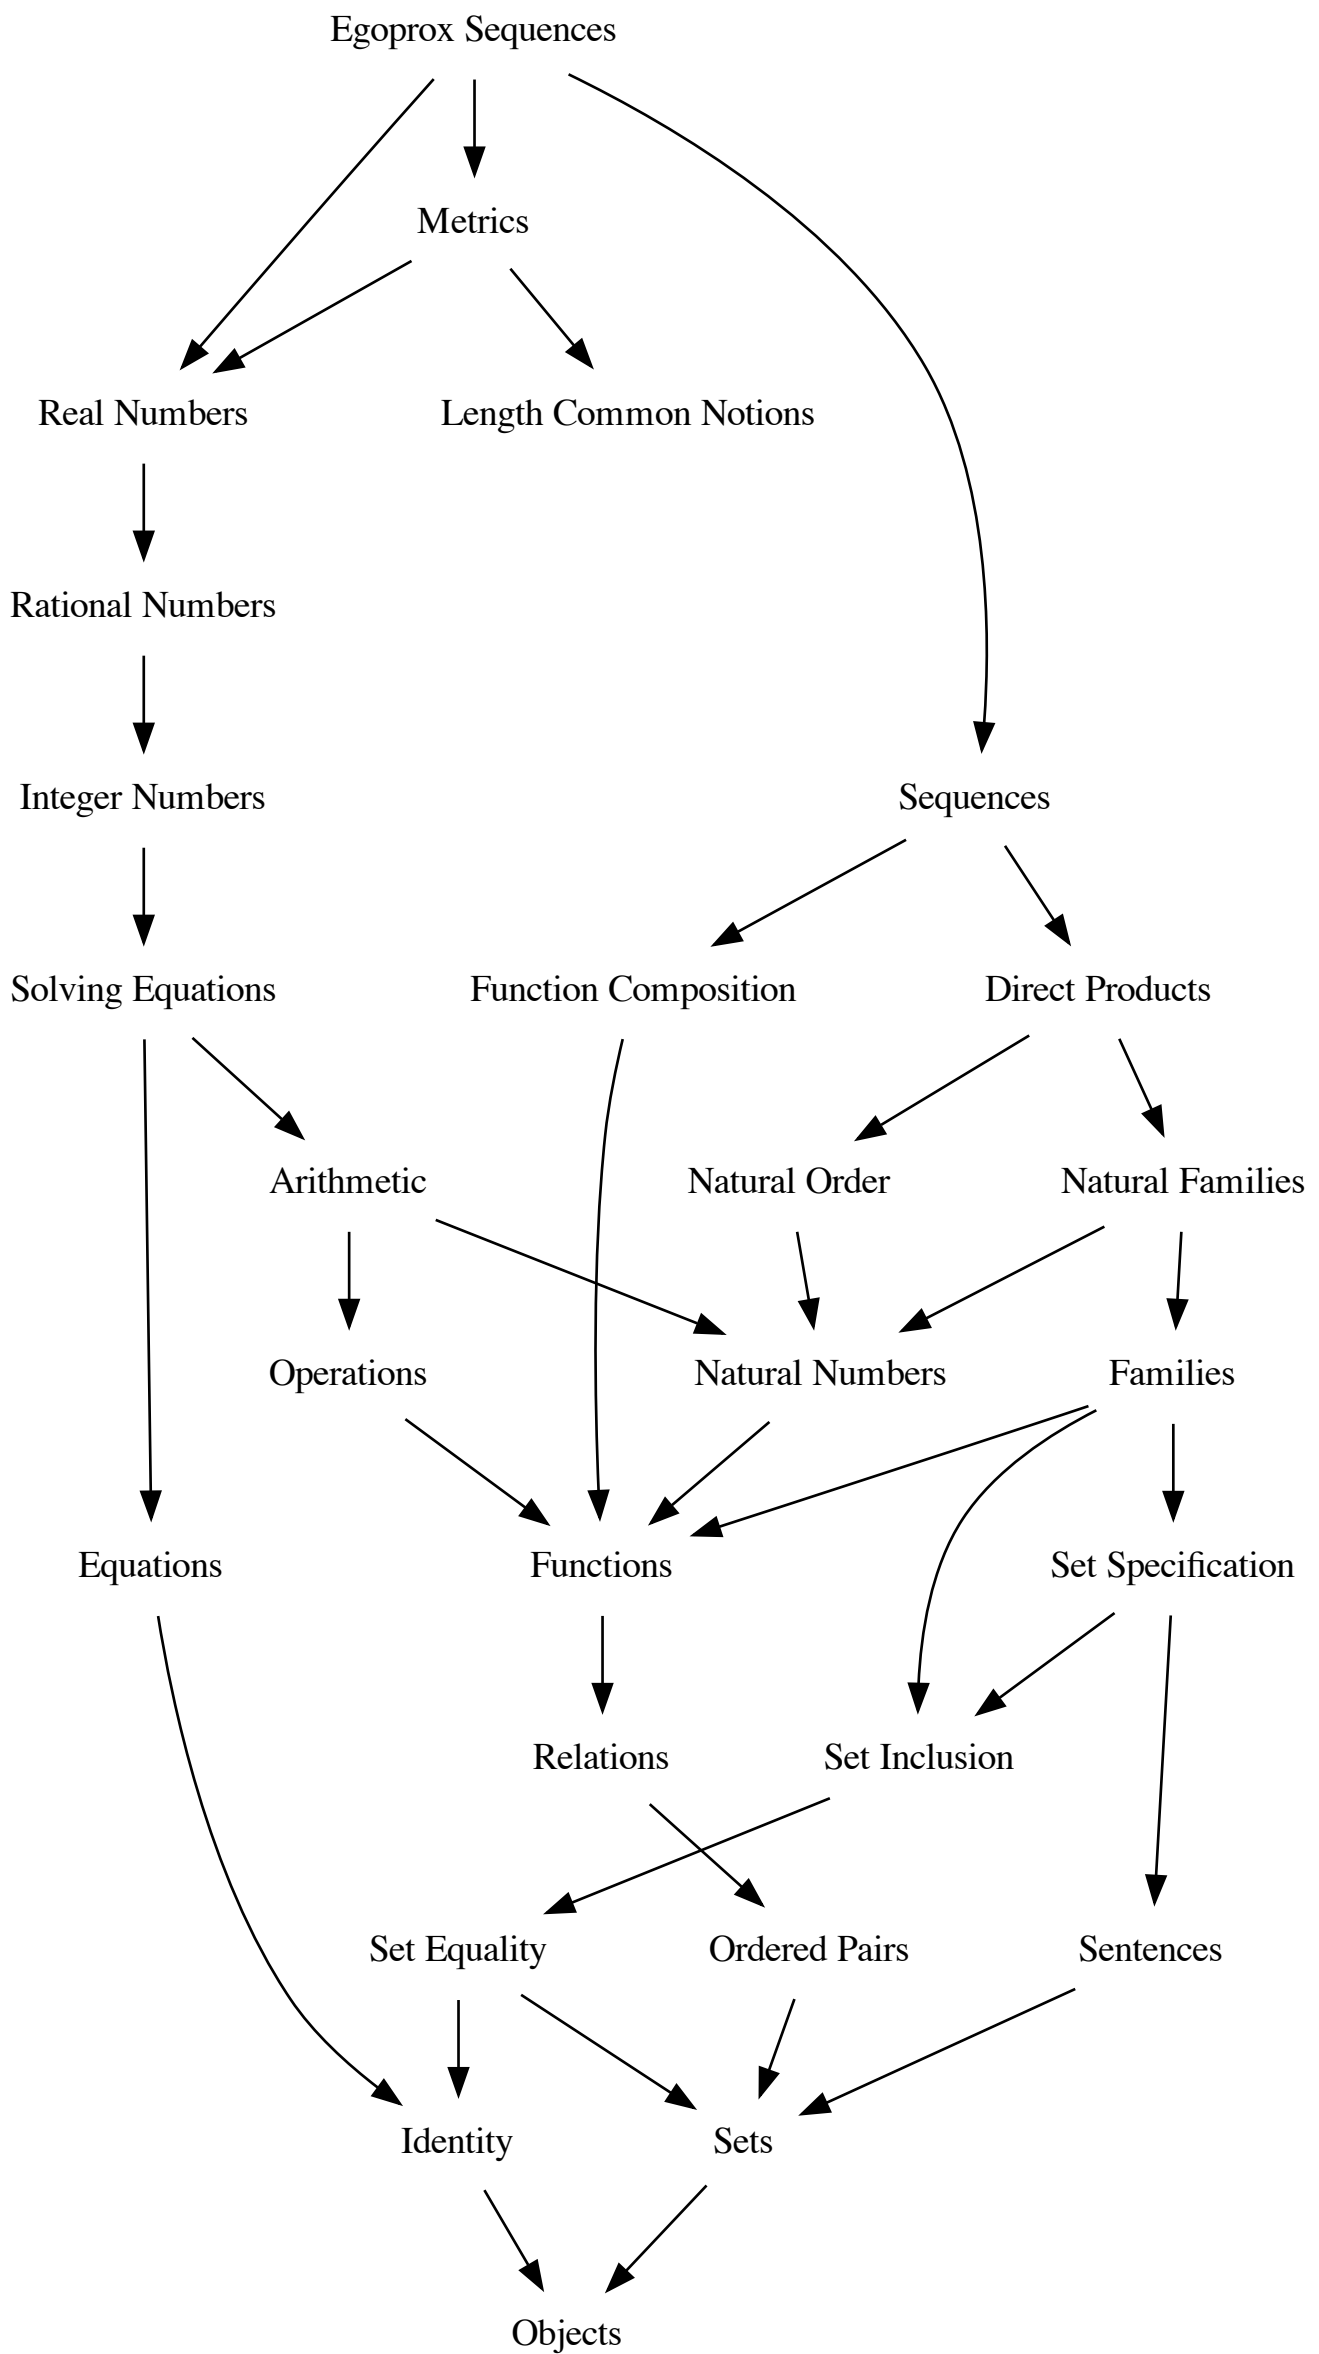 Egoprox Sequences
Metrics
Real Numbers
Length Common Notions
Rational Numbers
Integer Numbers
Sequences
Solving Equations
Function Composition
Direct Products
Arithmetic
Natural Order
Natural Families
Operations
Natural Numbers
Families
Equations
Functions
Set Specification
Relations
Set Inclusion
Set Equality
Ordered Pairs
Sentences
Identity
Sets
Objects